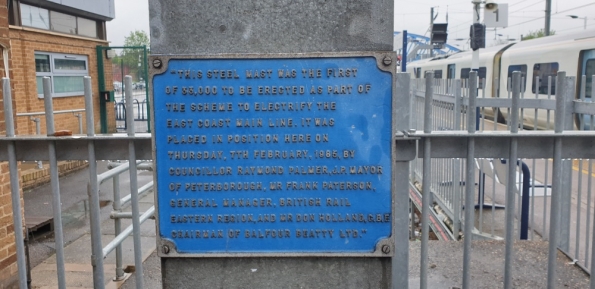 "THIS STEEL MAST WAS THE FIRST
OF 33,000 TO BE ERECTED AS PART OF
THE SCHEME TO ELECTRIFY THE
EAST COAST MAIN LINE. IT WAS
PLACED IN POSITION HERE ON
THURSDAY, 7TH FEBRUARY, 1985, BY
COUNCILLOR RAYMOND PALMER, J.P. MAYOR
OF PETERBOROUGH, MR FRANK PATERSON,
GENERAL MANAGER, BRITISH RAIL
EASTERN REGION, AND MR DON HOLLAND, C.B.E
CHAIRMAN OF BALFOUR BEATTY LTD."